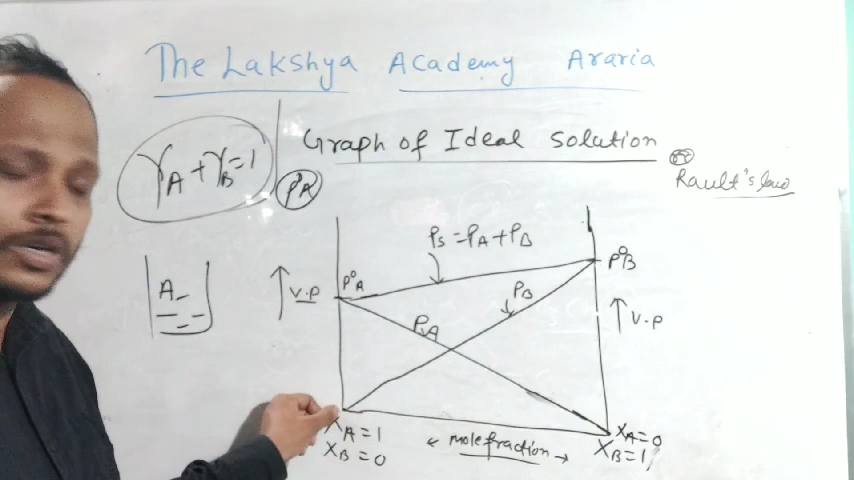 The Lakshya Academy Araria
Graph of Ideal Solution
Rault's law
γA + γB = 1
P°A
Ps = PA + PB
P°A
P°B
PB
PA
A
↑ V.P
↑ V.P
XA = 1
XB = 0
← mole fraction →
XA = 0
XB = 1